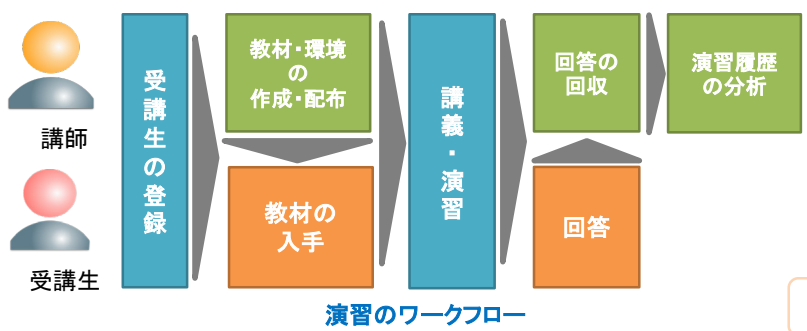 講師
受講生
受講生の登録
教材・環境
の
作成・配布
教材の
入手
講義・演習
回答の
回収
回答
演習履歴
の分析
演習のワークフロー